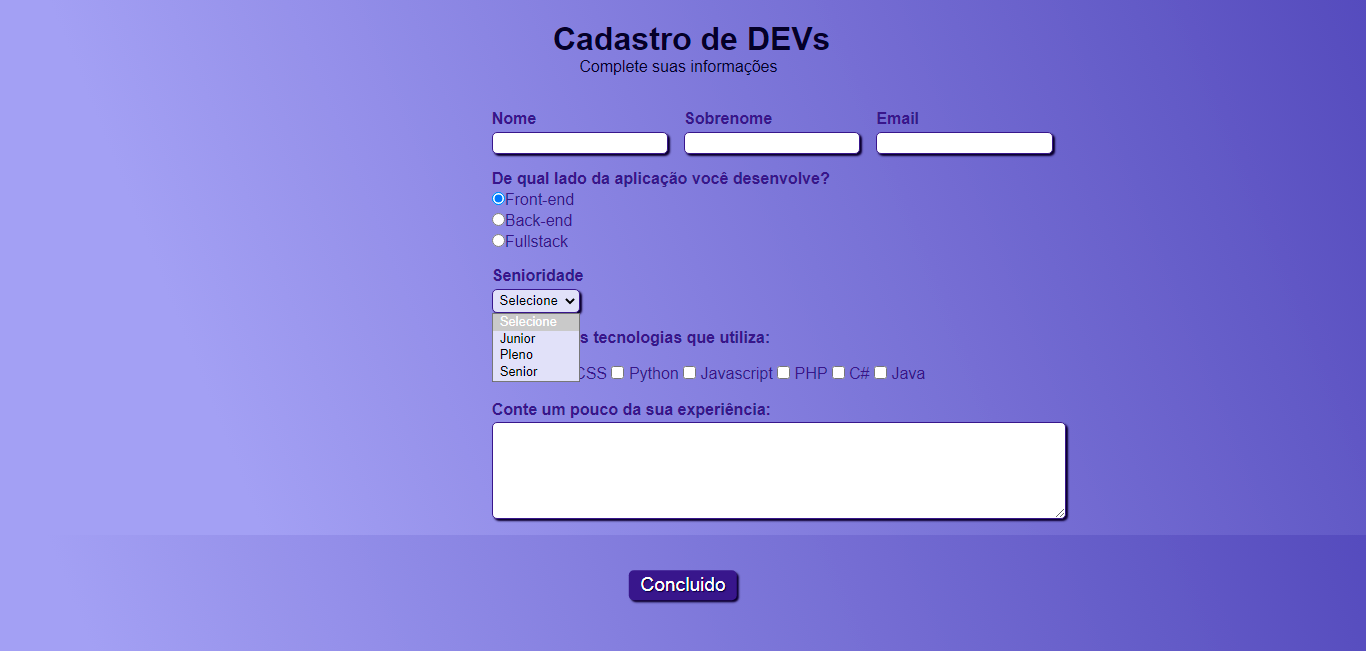 Cadastro de DEVs
Complete suas informações
Nome Sobrenome Email
De qual lado da aplicação você desenvolve?
Front-end
Back-end
Fullstack
Senioridade
Selecione
Selecione
Junior
Pleno
Senior
s tecnologias que utiliza:
CSS Python Javascript PHP C# Java
Conte um pouco da sua experiência:
Concluido